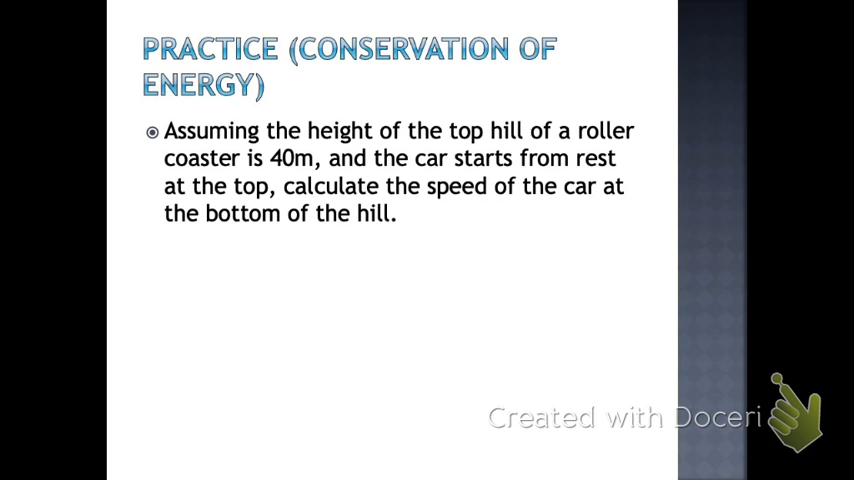 PRACTICE (CONSERVATION OF
ENERGY)
Assuming the height of the top hill of a roller
coaster is 40m, and the car starts from rest
at the top, calculate the speed of the car at
the bottom of the hill.
Created with Doceri